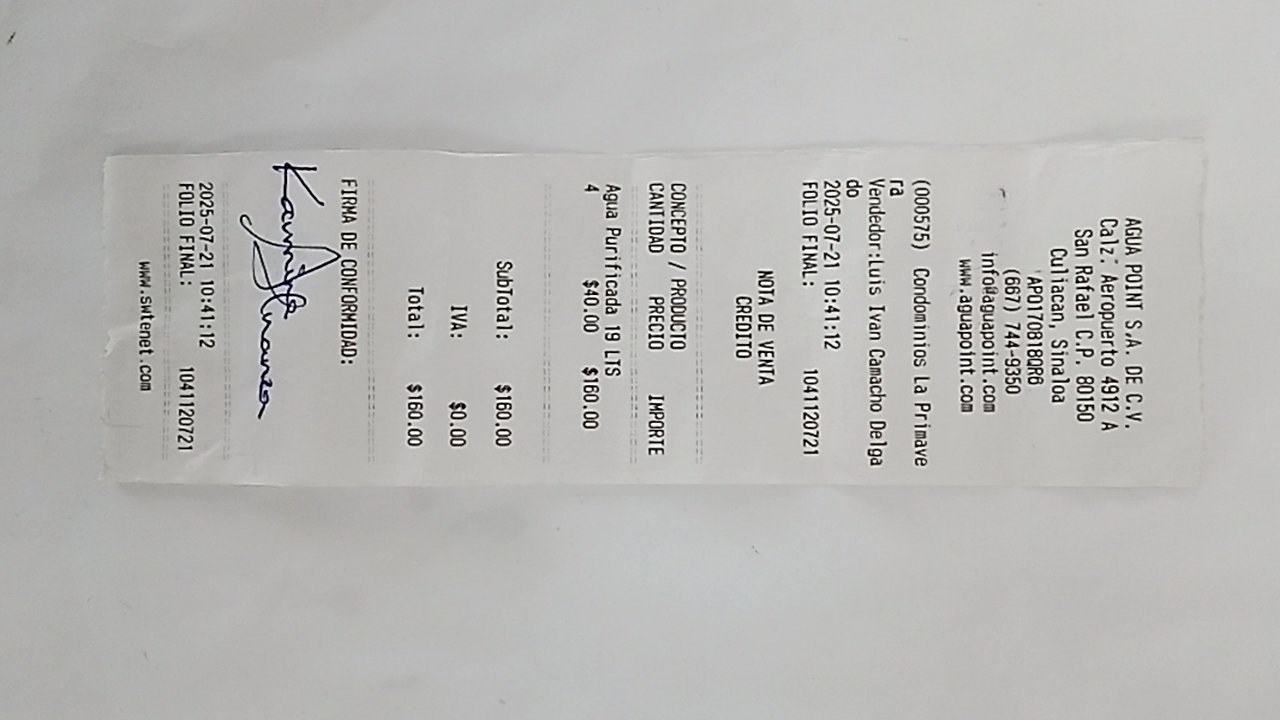 AGUA POINT S.A. DE C.V.
Calz. Aeropuerto 4912 A
San Rafael C.P. 80150
Culiacan, Sinaloa
APO170818QR6
(667) 744-9350
info@aguapoint.com
www.aguapoint.com
(000575) Condominios La Primave
ra
Vendedor:Luis Ivan Camacho Delga
do
2025-07-21 10:41:12
FOLIO FINAL: 1041120721
NOTA DE VENTA
CREDITO
CONCEPTO / PRODUCTO
CANTIDAD PRECIO IMPORTE
Agua Purificada 19 LTS
4 $40.00 $160.00
SubTotal: $160.00
IVA: $0.00
Total: $160.00
FIRMA DE CONFORMIDAD:
2025-07-21 10:41:12
FOLIO FINAL: 1041120721
www.swtenet.com